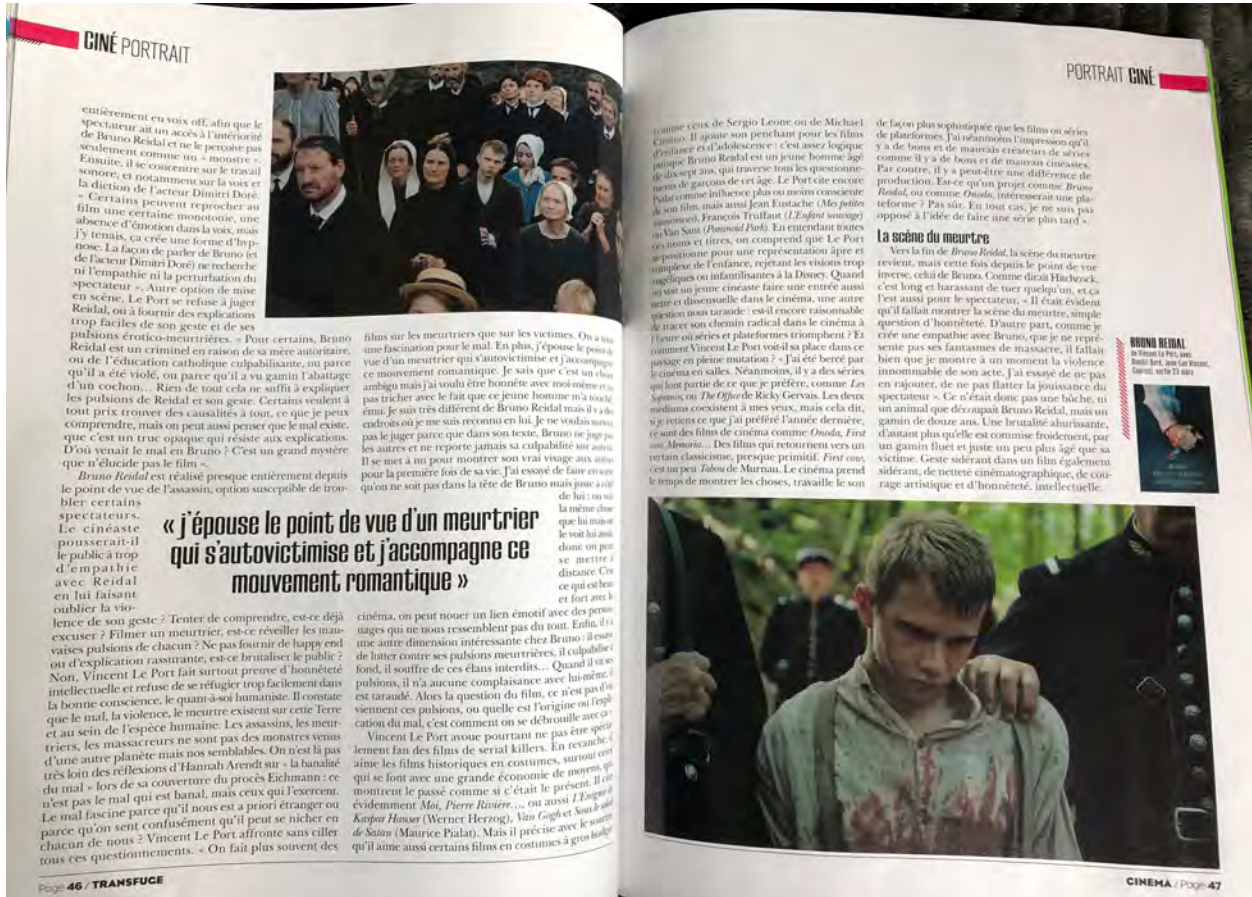 CINÉ PORTRAIT
entièrement en voix off, afin que le
spectateur ait un accès à l'intériorité
de Bruno Reidal et ne le perçoive pas
seulement comme un « monstre ».
Ensuite, il se concentre sur le travail
sonore, et notamment sur la voix et
la diction de l'acteur Dimitri Doré.
« Certains peuvent reprocher au
film une certaine monotonie, une
absence d'émotion dans la voix, mais
j'y tenais, ça crée une forme d'hyp-
nose. La façon de parler de Bruno (et
de l'acteur Dimitri Doré) ne recherche
ni l'empathie ni la perturbation du
spectateur ». Autre option de mise
en scène, Le Port se refuse à juger
Reidal, ou à fournir des explications
trop faciles de son geste et de ses
pulsions érotico-meurtrières. « Pour certains, Bruno
Reidal est un criminel en raison de sa mère autoritaire,
ou de l'éducation catholique culpabilisante, ou parce
qu'il a été violé, ou parce qu'il a vu gamin l'abattage
d'un cochon… Rien de tout cela ne suffit à expliquer
les pulsions de Reidal et son geste. Certains veulent à
tout prix trouver des causalités à tout, ce que je peux
comprendre, mais on peut aussi penser que le mal existe,
que c'est un truc opaque qui résiste aux explications.
D'où venait le mal en Bruno ? C'est un grand mystère
que n'élucide pas le film ».
Bruno Reidal est réalisé presque entièrement depuis
le point de vue de l'assassin, option susceptible de trou-
bler certains
spectateurs.
Le cinéaste
pousserait-il
le public à trop
d'empathie
avec Reidal
en lui faisant
oublier la vio-
lence de son geste ? Tenter de comprendre, est-ce déjà
excuser ? Filmer un meurtrier, est-ce réveiller les mau-
vaises pulsions de chacun ? Ne pas fournir de happy end
ou d'explication rassurante, est-ce brutaliser le public ?
Non, Vincent Le Port fait surtout preuve d'honnêteté
intellectuelle et refuse de se réfugier trop facilement dans
la bonne conscience, le quant-à-soi humaniste. Il constate
que le mal, la violence, le meurtre existent sur cette Terre
et au sein de l'espèce humaine. Les assassins, les meur-
triers, les massacreurs ne sont pas des monstres venus
d'une autre planète mais nos semblables. On n'est là pas
très loin des réflexions d'Hannah Arendt sur « la banalité
du mal » lors de sa couverture du procès Eichmann : ce
n'est pas le mal qui est banal, mais ceux qui l'exercent.
Le mal fascine parce qu'il nous est a priori étranger ou
parce qu'on sent confusément qu'il peut se nicher en
chacun de nous ? Vincent Le Port affronte sans ciller
tous ces questionnements. « On fait plus souvent des
films sur les meurtriers que sur les victimes. On a tous
une fascination pour le mal. En plus, j'épouse le point de
vue d'un meurtrier qui s'autovictimise et j'accompagne
ce mouvement romantique. Je sais que c'est un choix
ambigu mais j'ai voulu être honnête avec moi-même et ne
pas tricher avec le fait que ce jeune homme m'a touché,
ému. Je suis très différent de Bruno Reidal mais il y a des
endroits où je me suis reconnu en lui. Je ne voulais surtout
pas le juger parce que dans son texte, Bruno ne juge pas
les autres et ne reporte jamais sa culpabilité sur autrui.
Il se met à nu pour montrer son vrai visage aux autres
pour la première fois de sa vie. J'ai essayé de faire en sorte
qu'on ne soit pas dans la tête de Bruno mais juste à côté
de lui : on voit
la même chose
que lui mais on
le voit lui aussi,
donc on peut
se mettre à
distance. C'est
ce qui est beau
et fort avec le
cinéma, on peut nouer un lien émotif avec des person-
nages qui ne nous ressemblent pas du tout. Enfin, il y a
une autre dimension intéressante chez Bruno : il essaye
de lutter contre ses pulsions meurtrières, il culpabilise à
fond, il souffre de ces élans interdits… Quand il vit ses
pulsions, il n'a aucune complaisance avec lui-même, il
est taraudé. Alors la question du film, ce n'est pas d'où
viennent ces pulsions, ou quelle est l'origine ou l'expli-
cation du mal, c'est comment on se débrouille avec ça ».
Vincent Le Port avoue pourtant ne pas être spécia-
lement fan des films de serial killers. En revanche, il
aime les films historiques en costumes, surtout ceux
qui se font avec une grande économie de moyens, qui
montrent le passé comme si c'était le présent. Il cite
évidemment Moi, Pierre Rivière…, ou aussi L'Énigme de
Kaspar Hauser (Werner Herzog), Van Gogh et Sous le soleil
de Satan (Maurice Pialat). Mais il précise avec le sourire
qu'il aime aussi certains films en costumes à gros budget
« j'épouse le point de vue d'un meurtrier
qui s'autovictimise et j'accompagne ce
mouvement romantique »
Page 46 / TRANSFUGE
PORTRAIT CINÉ
comme ceux de Sergio Leone ou de Michael
Cimino. Il ajoute son penchant pour les films
d'enfance et d'adolescence : c'est assez logique
puisque Bruno Reidal est un jeune homme âgé
de dix-sept ans, qui traverse tous les questionne-
ments de garçons de cet âge. Le Port cite encore
Pialat comme influence plus ou moins consciente
de son film, mais aussi Jean Eustache (Mes petites
amoureuses), François Truffaut (L'Enfant sauvage)
ou Van Sant (Paranoid Park). En entendant toutes
ces noms et titres, on comprend que Le Port
se positionne pour une représentation âpre et
complexe de l'enfance, rejetant les visions trop
angéliques ou infantilisantes à la Disney. Quand
on voit un jeune cinéaste faire une entrée aussi
nette et dissensuelle dans le cinéma, une autre
question nous taraude : est-il encore raisonnable
de tracer son chemin radical dans le cinéma à
l'heure où séries et plateformes triomphent ? Et
comment Vincent Le Port voit-il sa place dans ce
paysage en pleine mutation ? « J'ai été bercé par
le cinéma en salles. Néanmoins, il y a des séries
qui font partie de ce que je préfère, comme Les
Sopranos, ou The Office de Ricky Gervais. Les deux
médiums coexistent à mes yeux, mais cela dit,
si je retiens ce que j'ai préféré l'année dernière,
ce sont des films de cinéma comme Onoda, First
cow, Memoria… Des films qui retournent vers un
certain classicisme, presque primitif. First cow,
c'est un peu Tabou de Murnau. Le cinéma prend
le temps de montrer les choses, travaille le son
de façon plus sophistiquée que les films ou séries
de plateformes. J'ai néanmoins l'impression qu'il
y a de bons et de mauvais créateurs de séries
comme il y a de bons et de mauvais cinéastes.
Par contre, il y a peut-être une différence de
production. Est-ce qu'un projet comme Bruno
Reidal, ou comme Onoda, intéresserait une pla-
teforme ? Pas sûr. En tout cas, je ne suis pas
opposé à l'idée de faire une série plus tard ».
La scène du meurtre
Vers la fin de Bruno Reidal, la scène du meurtre
revient, mais cette fois depuis le point de vue
inverse, celui de Bruno. Comme dirait Hitchcock,
c'est long et harassant de tuer quelqu'un, et ça
l'est aussi pour le spectateur. « Il était évident
qu'il fallait montrer la scène du meurtre, simple
question d'honnêteté. D'autre part, comme je
crée une empathie avec Bruno, que je ne repré-
sente pas ses fantasmes de massacre, il fallait
bien que je montre à un moment la violence
innommable de son acte. J'ai essayé de ne pas
en rajouter, de ne pas flatter la jouissance du
spectateur ». Ce n'était donc pas une bûche, ni
un animal que découpait Bruno Reidal, mais un
gamin de douze ans. Une brutalité ahurissante,
d'autant plus qu'elle est commise froidement, par
un gamin fluet et juste un peu plus âgé que sa
victime. Geste sidérant dans un film également
sidérant, de netteté cinématographique, de cou-
rage artistique et d'honnêteté. intellectuelle.
BRUNO REIDAL
de Vincent Le Port, avec
Dimitri Doré, Jean-Luc Vincent,
Capricci, sortie 23 mars
CINEMA / Page 47